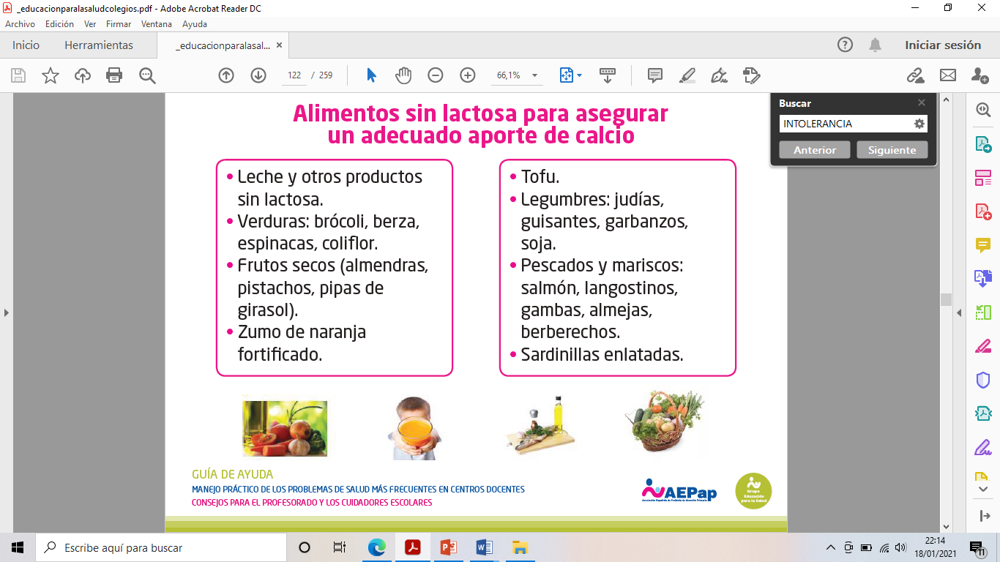 _educacionparalasaludcolegios.pdf - Adobe Acrobat Reader DC
Archivo Edición Ver Firmar Ventana Ayuda
Inicio Herramientas _educacionparalasal... Iniciar sesión
122 / 259 66,1%
Buscar
INTOLERANCIA
Anterior Siguiente
Alimentos sin lactosa para asegurar
un adecuado aporte de calcio
• Leche y otros productos
sin lactosa.
• Verduras: brócoli, berza,
espinacas, coliflor.
• Frutos secos (almendras,
pistachos, pipas de
girasol).
• Zumo de naranja
fortificado.
• Tofu.
• Legumbres: judías,
guisantes, garbanzos,
soja.
• Pescados y mariscos:
salmón, langostinos,
gambas, almejas,
berberechos.
• Sardinillas enlatadas.
GUÍA DE AYUDA
MANEJO PRÁCTICO DE LOS PROBLEMAS DE SALUD MÁS FRECUENTES EN CENTROS DOCENTES
CONSEJOS PARA EL PROFESORADO Y LOS CUIDADORES ESCOLARES
AEPap
Asociación Española de Pediatría de Atención Primaria
Grupo
Educación
para la Salud
Escribe aquí para buscar
22:14
18/01/2021
11